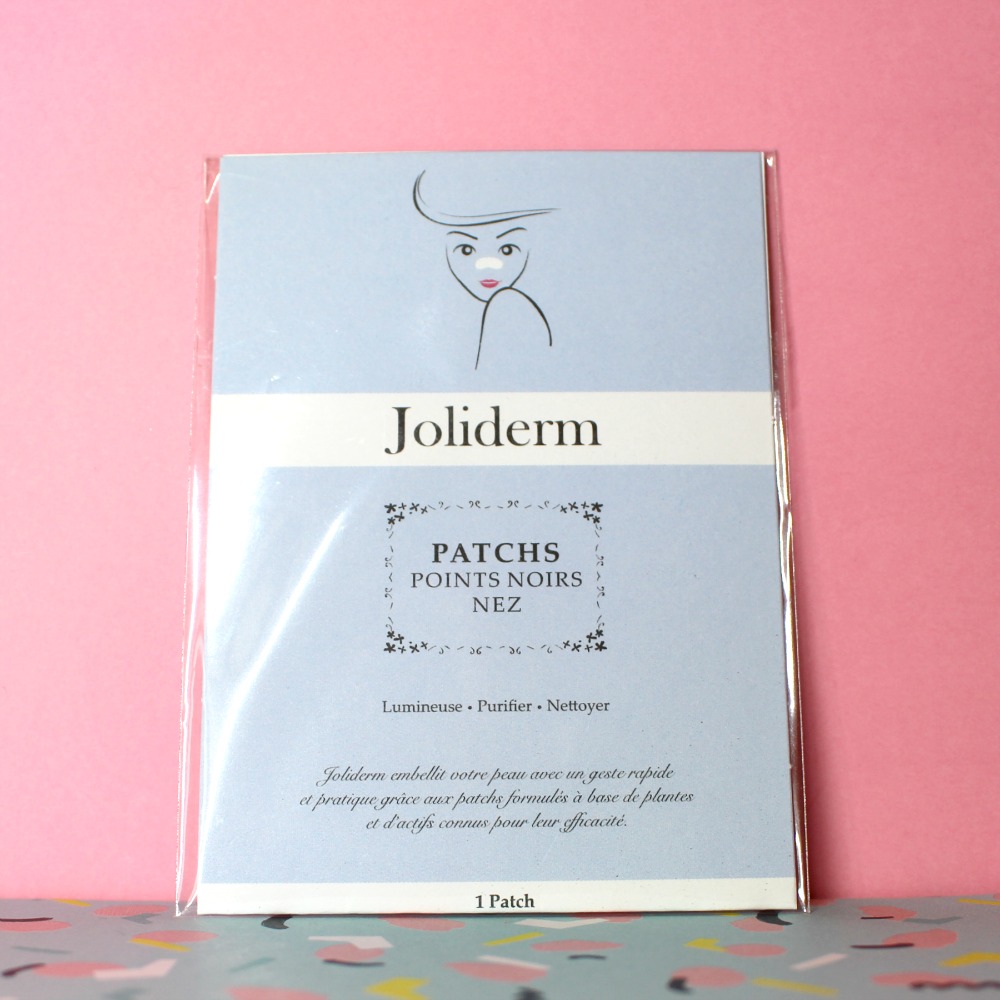 Joliderm
PATCHS
POINTS NOIRS
NEZ
Lumineuse • Purifier • Nettoyer
Joliderm embellit votre peau avec un geste rapide
et pratique grâce aux patchs formulés à base de plantes
et d'actifs connus pour leur efficacité.
1 Patch